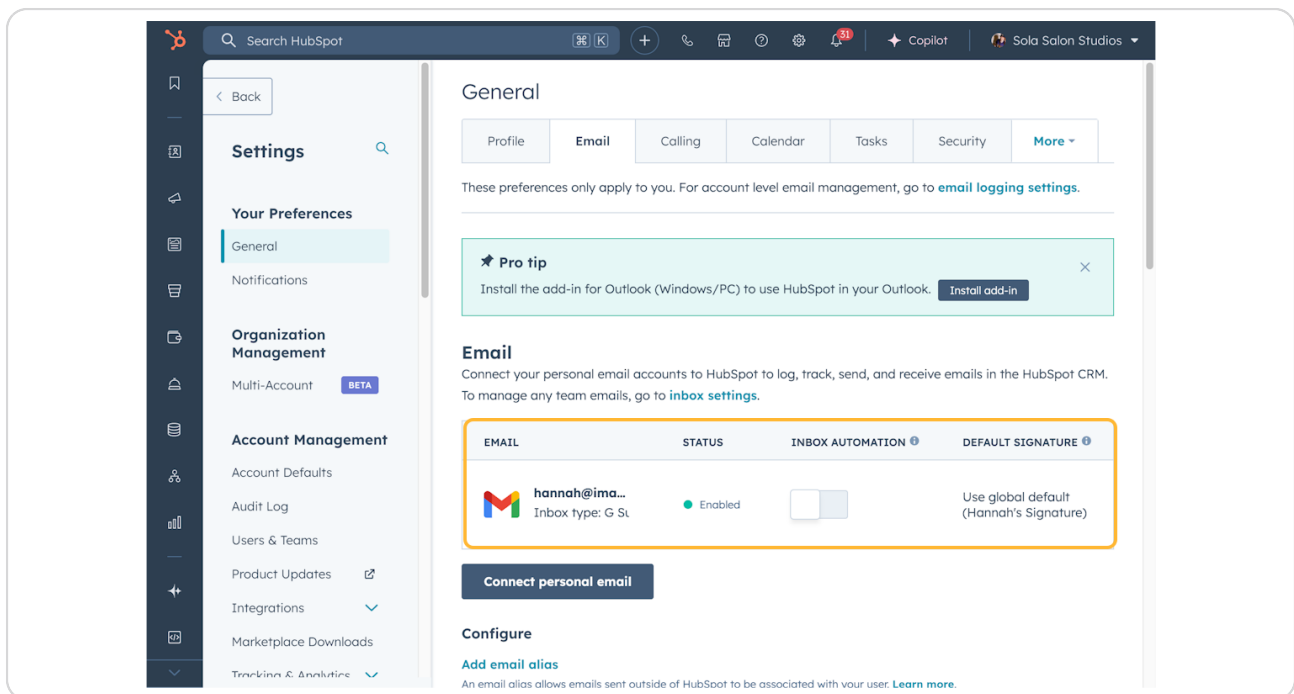 Search HubSpot
⌘ K
31
Copilot
Sola Salon Studios
Back
Settings
Your Preferences
General
Notifications
Organization
Management
Multi-Account BETA
Account Management
Account Defaults
Audit Log
Users & Teams
Product Updates
Integrations
Marketplace Downloads
Tracking & Analytics
General
Profile Email Calling Calendar Tasks Security More
These preferences only apply to you. For account level email management, go to email logging settings.
Pro tip
Install the add-in for Outlook (Windows/PC) to use HubSpot in your Outlook. Install add-in
Email
Connect your personal email accounts to HubSpot to log, track, send, and receive emails in the HubSpot CRM.
To manage any team emails, go to inbox settings.
EMAIL STATUS INBOX AUTOMATION DEFAULT SIGNATURE
hannah@ima...
Inbox type: G Su
Enabled
Use global default
(Hannah's Signature)
Connect personal email
Configure
Add email alias
An email alias allows emails sent outside of HubSpot to be associated with your user. Learn more.